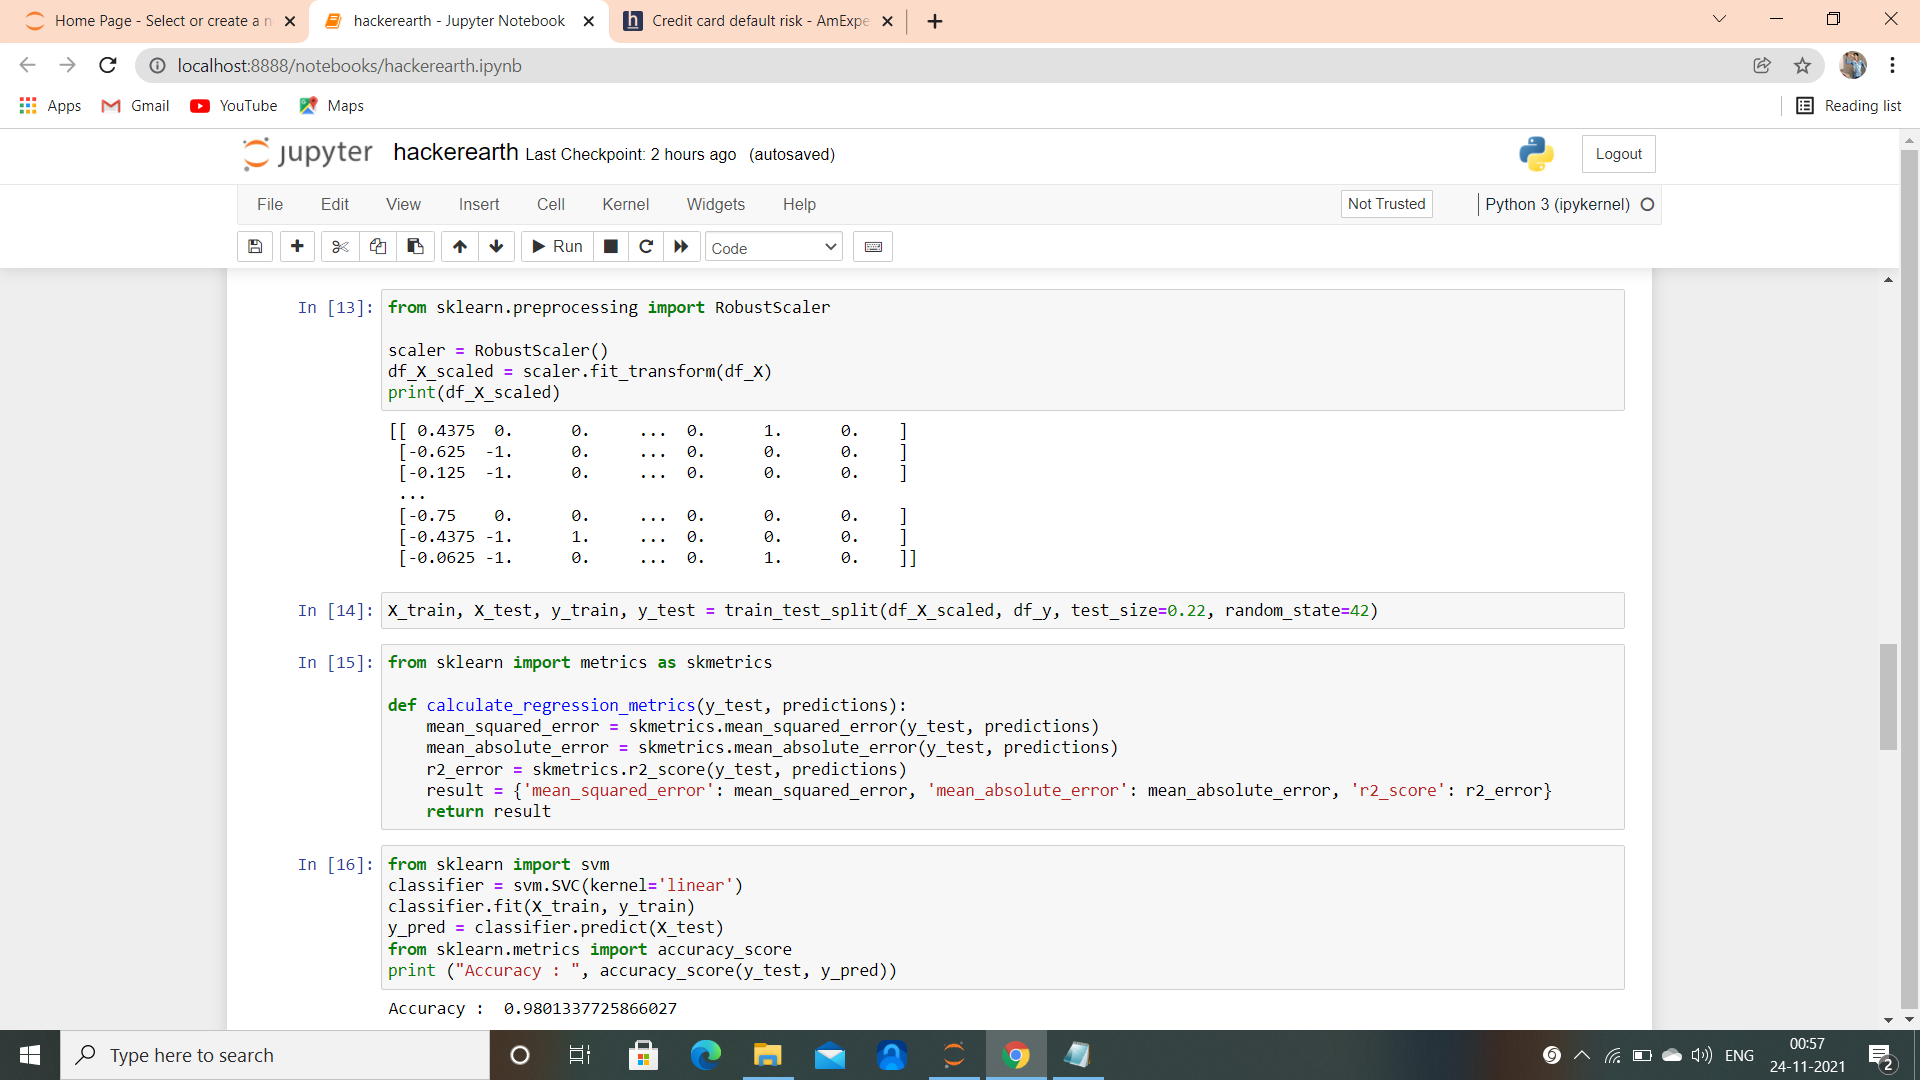 Home Page - Select or create a n
hackerearth - Jupyter Notebook
Credit card default risk - AmExpe
localhost:8888/notebooks/hackerearth.ipynb
Apps
Gmail
YouTube
Maps
Reading list
jupyter
hackerearth Last Checkpoint: 2 hours ago (autosaved)
Logout
File Edit View Insert Cell Kernel Widgets Help
Not Trusted
Python 3 (ipykernel)
Run
Code
In [13]:
from sklearn.preprocessing import RobustScaler
scaler = RobustScaler()
df_X_scaled = scaler.fit_transform(df_X)
print(df_X_scaled)
[[ 0.4375  0.      0.     ...  0.      1.      0.    ]
 [-0.625  -1.      0.     ...  0.      0.      0.    ]
 [-0.125  -1.      0.     ...  0.      0.      0.    ]
 ...
 [-0.75    0.      0.     ...  0.      0.      0.    ]
 [-0.4375 -1.      1.     ...  0.      0.      0.    ]
 [-0.0625 -1.      0.     ...  0.      1.      0.    ]]
In [14]:
X_train, X_test, y_train, y_test = train_test_split(df_X_scaled, df_y, test_size=0.22, random_state=42)
In [15]:
from sklearn import metrics as skmetrics
def calculate_regression_metrics(y_test, predictions):
    mean_squared_error = skmetrics.mean_squared_error(y_test, predictions)
    mean_absolute_error = skmetrics.mean_absolute_error(y_test, predictions)
    r2_error = skmetrics.r2_score(y_test, predictions)
    result = {'mean_squared_error': mean_squared_error, 'mean_absolute_error': mean_absolute_error, 'r2_score': r2_error}
    return result
In [16]:
from sklearn import svm
classifier = svm.SVC(kernel='linear')
classifier.fit(X_train, y_train)
y_pred = classifier.predict(X_test)
from sklearn.metrics import accuracy_score
print ("Accuracy : ", accuracy_score(y_test, y_pred))
Accuracy :  0.9801337725866027
Type here to search
ENG
00:57
24-11-2021
2